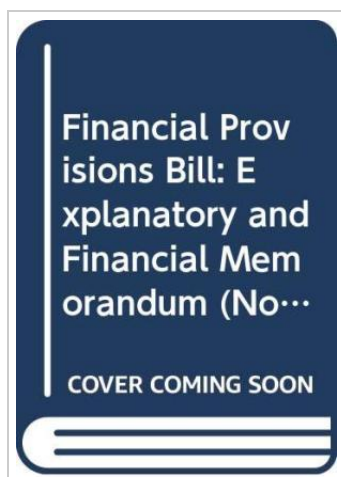 Financial Prov
isions Bill: E
xplanatory and
Financial Mem
orandum (No…
COVER COMING SOON